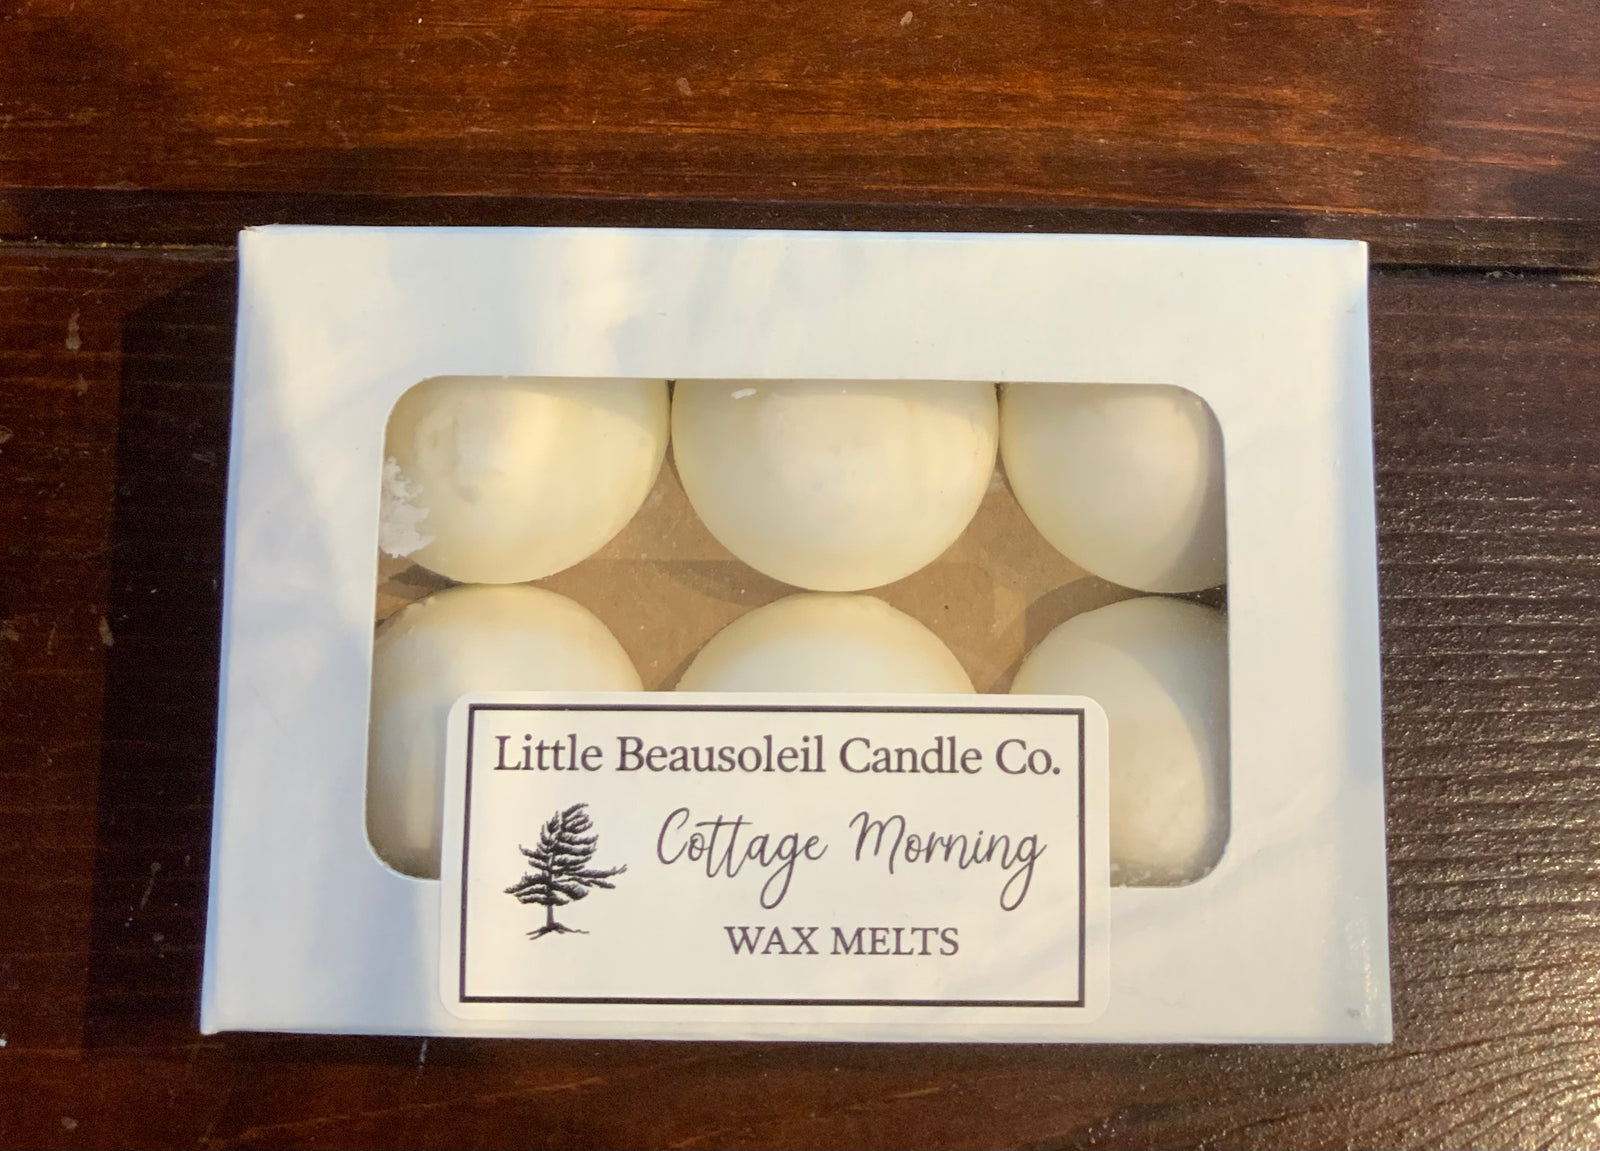 Little Beausoleil Candle Co.
Cottage Morning
WAX MELTS